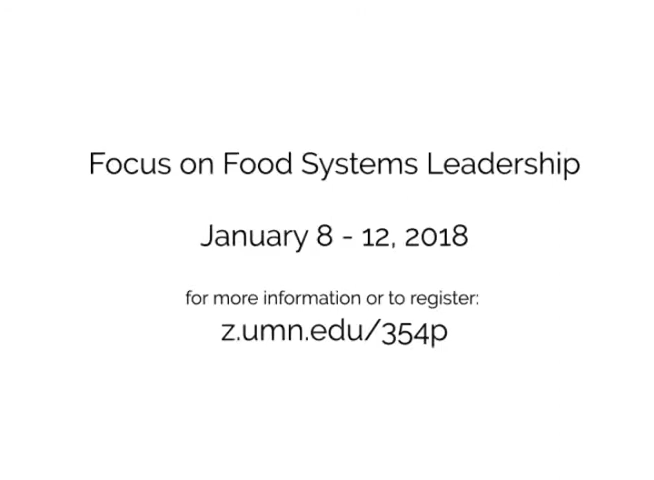 Focus on Food Systems Leadership
January 8 - 12, 2018
for more information or to register:
z.umn.edu/354p